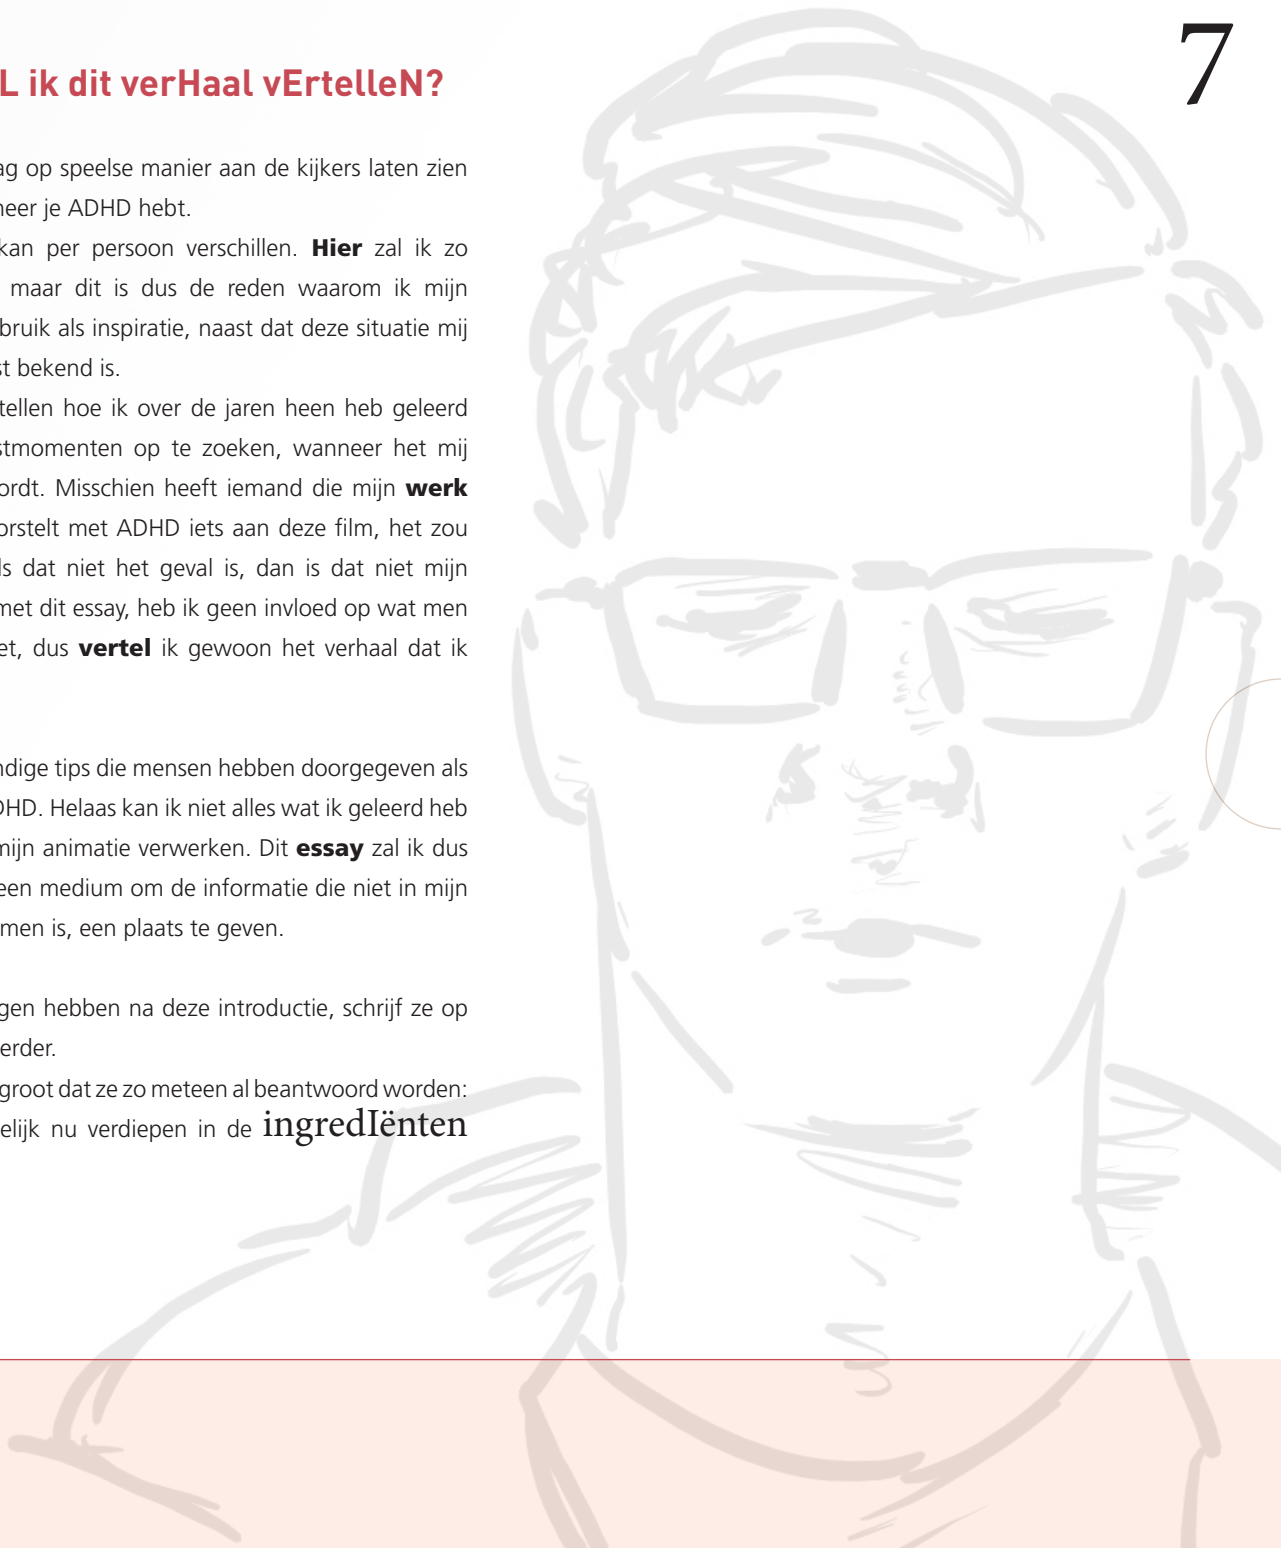 7
L ik dit verHaal vErtelleN?
ag op speelse manier aan de kijkers laten zien
neer je ADHD hebt.
kan per persoon verschillen. Hier zal ik zo
maar dit is dus de reden waarom ik mijn
bruik als inspiratie, naast dat deze situatie mij
st bekend is.
tellen hoe ik over de jaren heen heb geleerd
stmomenten op te zoeken, wanneer het mij
ordt. Misschien heeft iemand die mijn werk
orstelt met ADHD iets aan deze film, het zou
ls dat niet het geval is, dan is dat niet mijn
met dit essay, heb ik geen invloed op wat men
et, dus vertel ik gewoon het verhaal dat ik
ndige tips die mensen hebben doorgegeven als
DHD. Helaas kan ik niet alles wat ik geleerd heb
mijn animatie verwerken. Dit essay zal ik dus
een medium om de informatie die niet in mijn
men is, een plaats te geven.
gen hebben na deze introductie, schrijf ze op
erder.
groot dat ze zo meteen al beantwoord worden:
elijk nu verdiepen in de ingredIënten